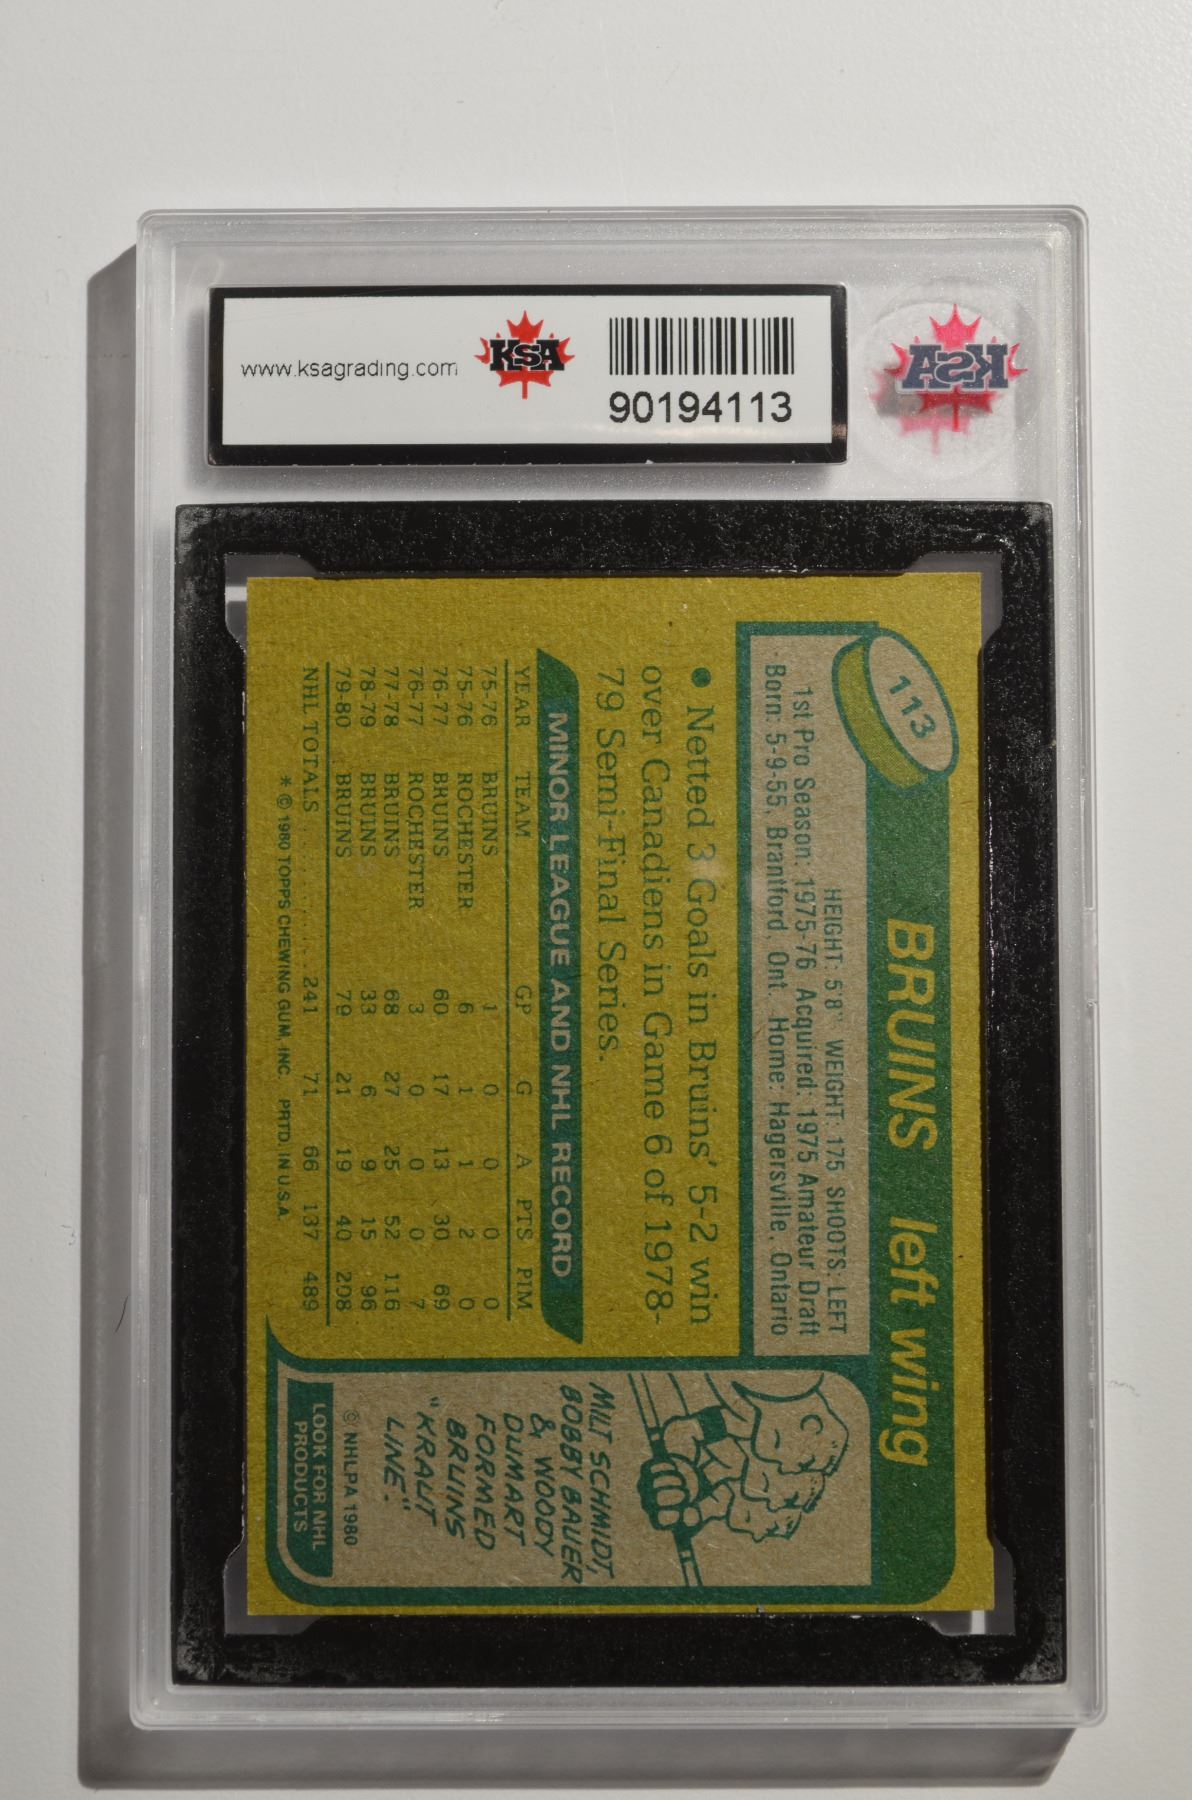 www.ksagrading.com
KSA
90194113
KSA
113
BRUINS left wing
HEIGHT: 5'8" WEIGHT: 175 SHOOTS: LEFT
1st Pro Season: 1975-76 Acquired: 1975 Amateur Draft
Born: 5-9-55, Brantford, Ont. Home: Hagersville, Ontario
• Netted 3 Goals in Bruins' 5-2 win
over Canadiens in Game 6 of 1978-
79 Semi-Final Series.
MINOR LEAGUE AND NHL RECORD
YEAR TEAM GP G A PTS PIM
75-76 BRUINS 1 0 0 0 0
75-76 ROCHESTER 6 1 1 2 0
76-77 BRUINS 60 17 13 30 69
76-77 ROCHESTER 3 0 0 0 7
77-78 BRUINS 68 27 25 52 116
78-79 BRUINS 33 6 9 15 96
79-80 BRUINS 79 21 19 40 208
NHL TOTALS .......... 241 71 66 137 489
* © 1980 TOPPS CHEWING GUM, INC. PRTD. IN U.S.A.
MILT SCHMIDT,
BOBBY BAUER
& WOODY
DUMART
FORMED
BRUINS
"KRAUT
LINE".
© NHLPA 1980
LOOK FOR NHL
PRODUCTS